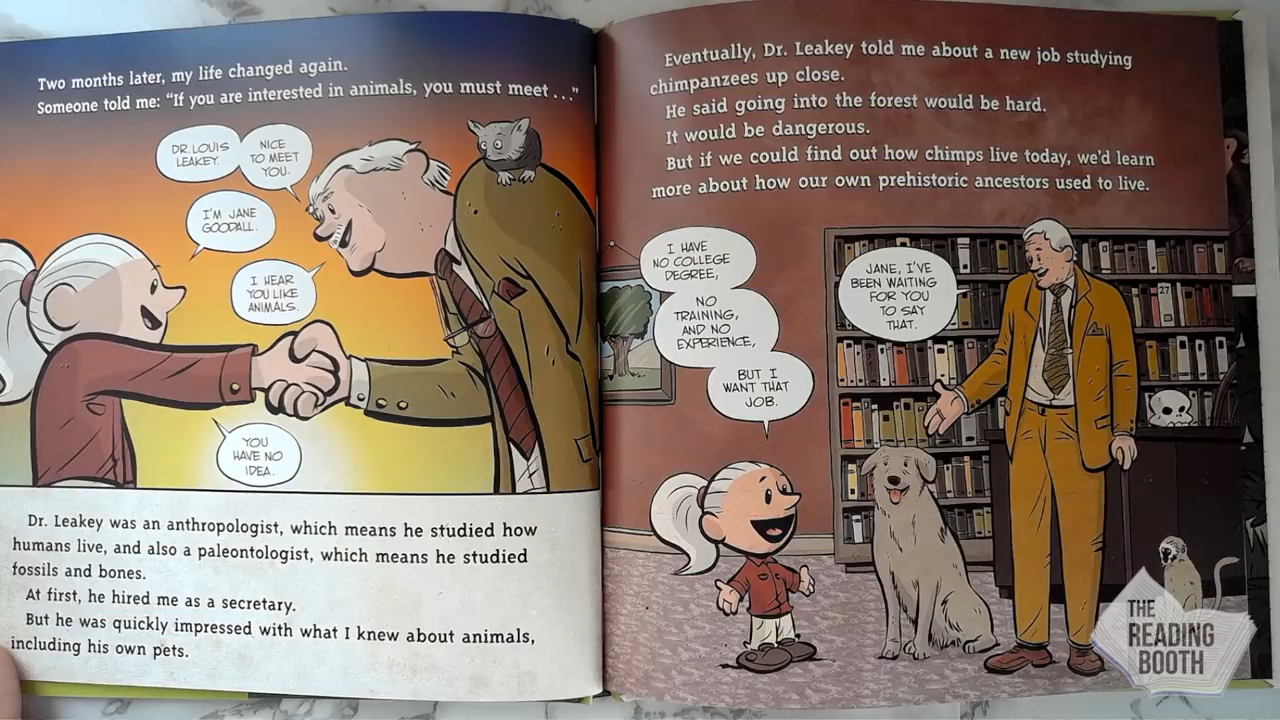 Two months later, my life changed again.
Someone told me: “If you are interested in animals, you must meet . . .”
DR. LOUIS
LEAKEY.
NICE
TO MEET
YOU.
I'M JANE
GOODALL.
I HEAR
YOU LIKE
ANIMALS.
YOU
HAVE NO
IDEA.
Dr. Leakey was an anthropologist, which means he studied how
humans live, and also a paleontologist, which means he studied
fossils and bones.
At first, he hired me as a secretary.
But he was quickly impressed with what I knew about animals,
including his own pets.
Eventually, Dr. Leakey told me about a new job studying
chimpanzees up close.
He said going into the forest would be hard.
It would be dangerous.
But if we could find out how chimps live today, we'd learn
more about how our own prehistoric ancestors used to live.
I HAVE
NO COLLEGE
DEGREE,
NO
TRAINING,
AND NO
EXPERIENCE,
BUT I
WANT THAT
JOB.
JANE, I'VE
BEEN WAITING
FOR YOU
TO SAY
THAT.
27
THE
READING
BOOTH